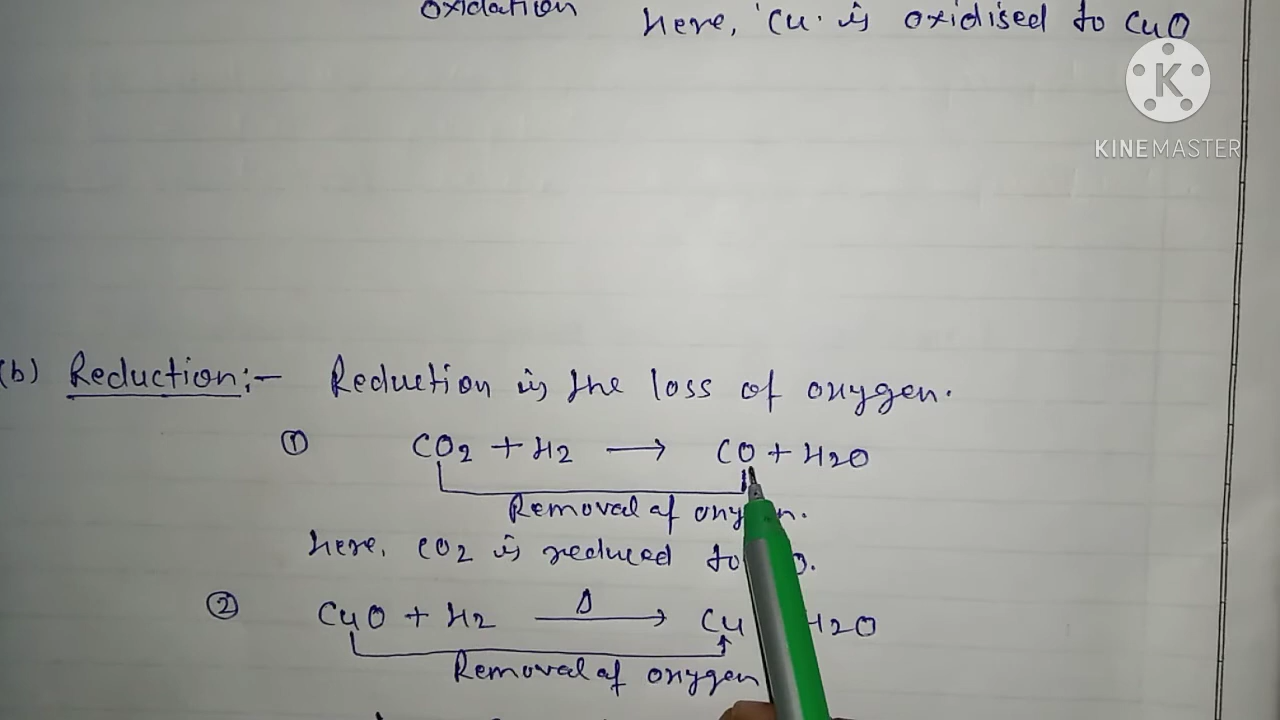 oxidation here, Cu is oxidised to CuO
K
KINEMASTER
(b) Reduction:- Reduction is the loss of oxygen.
① CO2 + H2 → CO + H2O
Removal of
here, CO2 is reduced to
② CuO + H2 Δ→ Cu H2O
Removal of oxygen